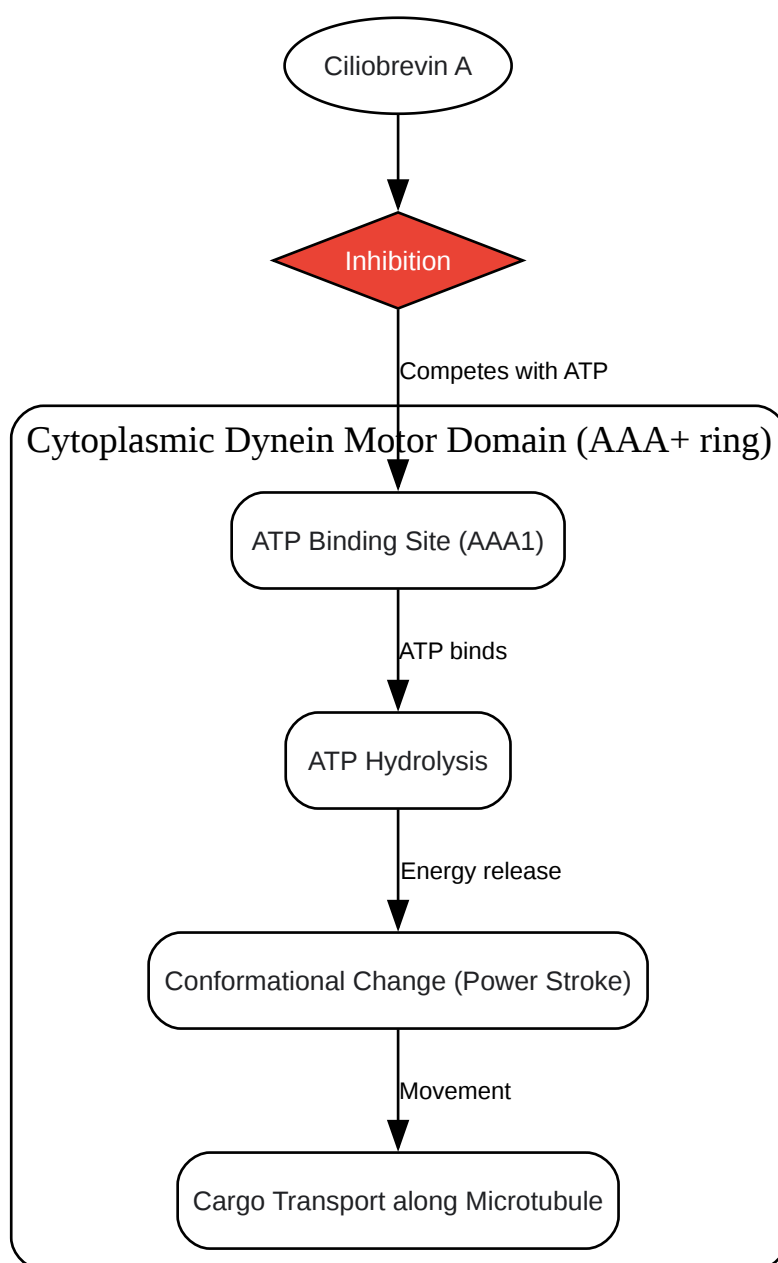 Ciliobrevin A
Inhibition
Competes with ATP
Cytoplasmic Dynein Motor Domain (AAA+ ring)
ATP Binding Site (AAA1)
ATP binds
ATP Hydrolysis
Energy release
Conformational Change (Power Stroke)
Movement
Cargo Transport along Microtubule